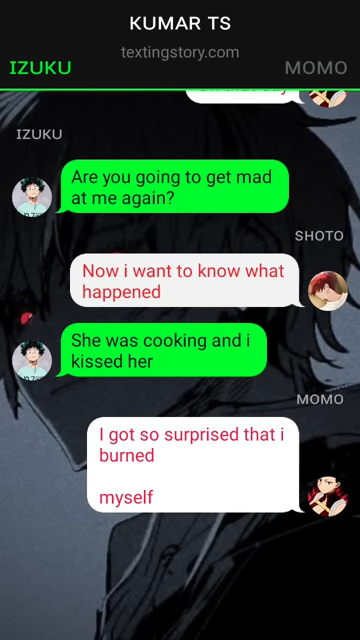 KUMAR TS
textingstory.com
IZUKU
MOMO
IZUKU
Are you going to get mad
at me again?
SHOTO
Now i want to know what
happened
She was cooking and i
kissed her
MOMO
I got so surprised that i
burned
myself